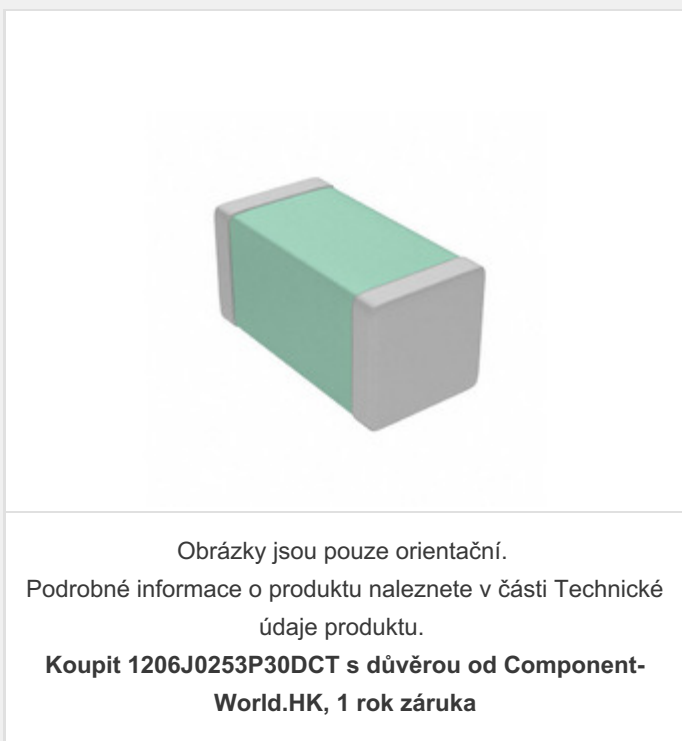 Obrázky jsou pouze orientační.
Podrobné informace o produktu naleznete v části Technické
údaje produktu.
Koupit 1206J0253P30DCT s důvěrou od Component-
World.HK, 1 rok záruka